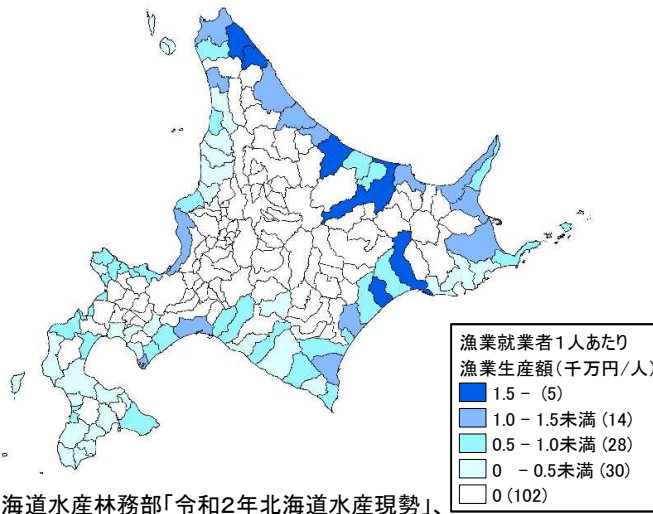 漁業就業者1人あたり
漁業生産額(千万円/人)
1.5 - (5)
1.0 - 1.5未満 (14)
0.5 - 1.0未満 (28)
0 - 0.5未満 (30)
0 (102)
海道水産林務部「令和2年北海道水産現勢」、